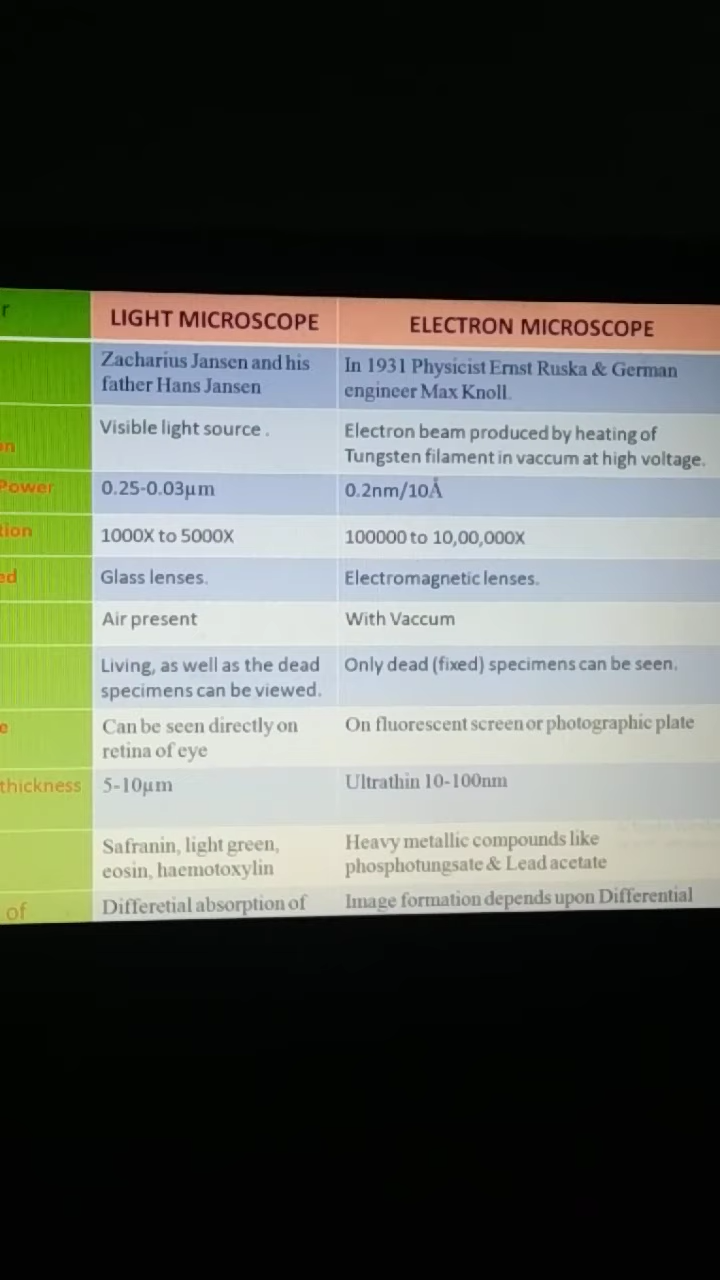 r
LIGHT MICROSCOPE
ELECTRON MICROSCOPE
Zacharius Jansen and his
father Hans Jansen
In 1931 Physicist Ernst Ruska & German
engineer Max Knoll.
on
Visible light source .
Electron beam produced by heating of
Tungsten filament in vaccum at high voltage.
Power
0.25-0.03µm
0.2nm/10Å
tion
1000X to 5000X
100000 to 10,00,000X
ed
Glass lenses.
Electromagnetic lenses.
Air present
With Vaccum
Living, as well as the dead
specimens can be viewed.
Only dead (fixed) specimens can be seen.
e
Can be seen directly on
retina of eye
On fluorescent screen or photographic plate
thickness
5-10µm
Ultrathin 10-100nm
Safranin, light green,
eosin, haemotoxylin
Heavy metallic compounds like
phosphotungsate & Lead acetate
of
Differetial absorption of
Image formation depends upon Differential